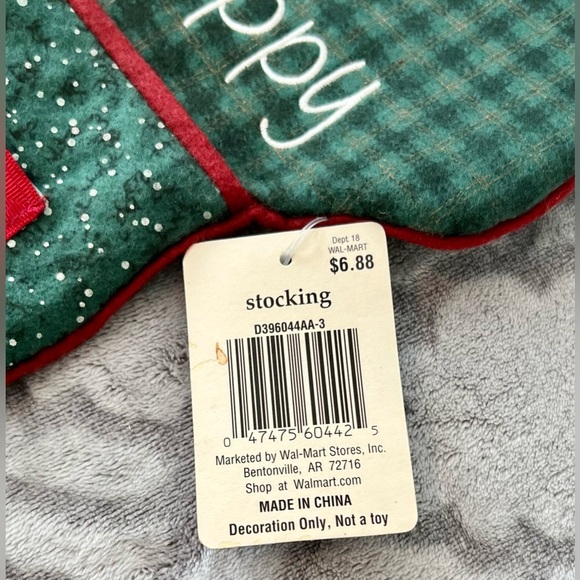 ppy
Dept. 18
WAL-MART
$6.88
stocking
D396044AA-3
0 47475 60442 5
Marketed by Wal-Mart Stores, Inc.
Bentonville, AR 72716
Shop at Walmart.com
MADE IN CHINA
Decoration Only, Not a toy